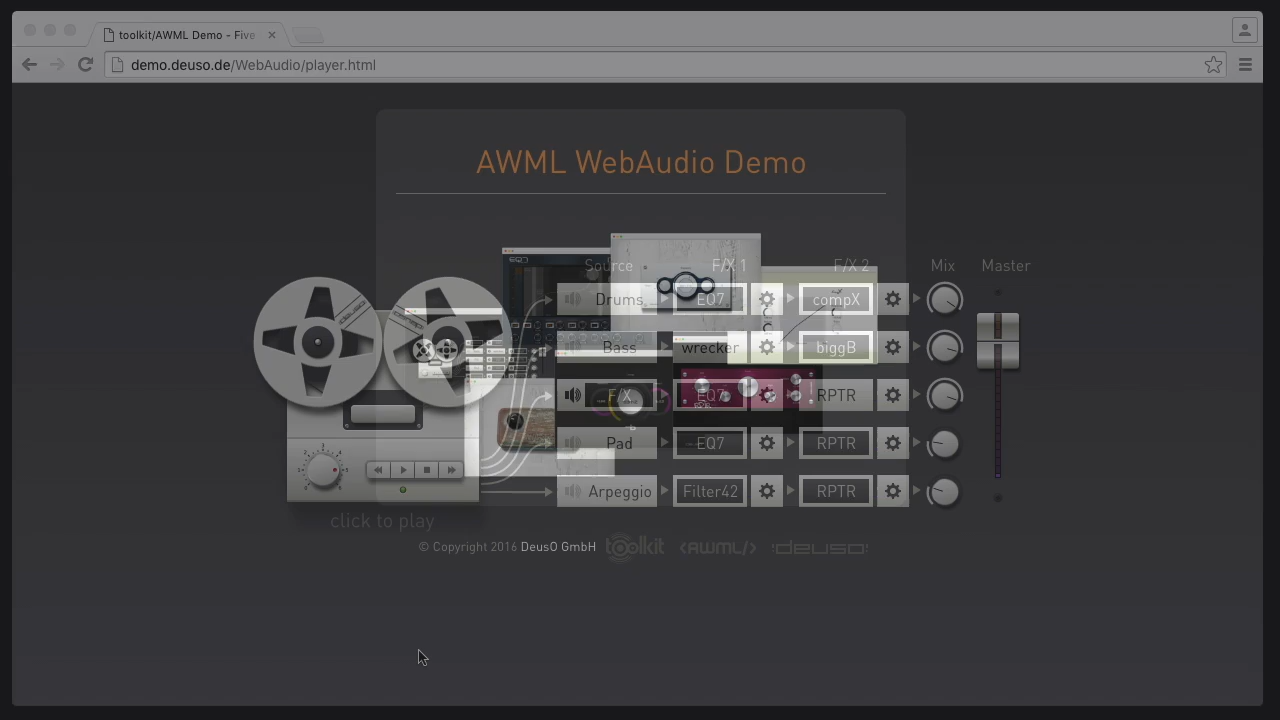 toolkit/AWML Demo - Five
demo.deuso.de/WebAudio/player.html
AWML WebAudio Demo
Source F/X 1 F/X 2 Mix Master
Drums EQ7 compX
Bass wrecker biggB
F/X EQ7 RPTR
Pad EQ7 RPTR
Arpeggio Filter42 RPTR
click to play
© Copyright 2016 DeusO GmbH toolkit <AWML/> :deuso: